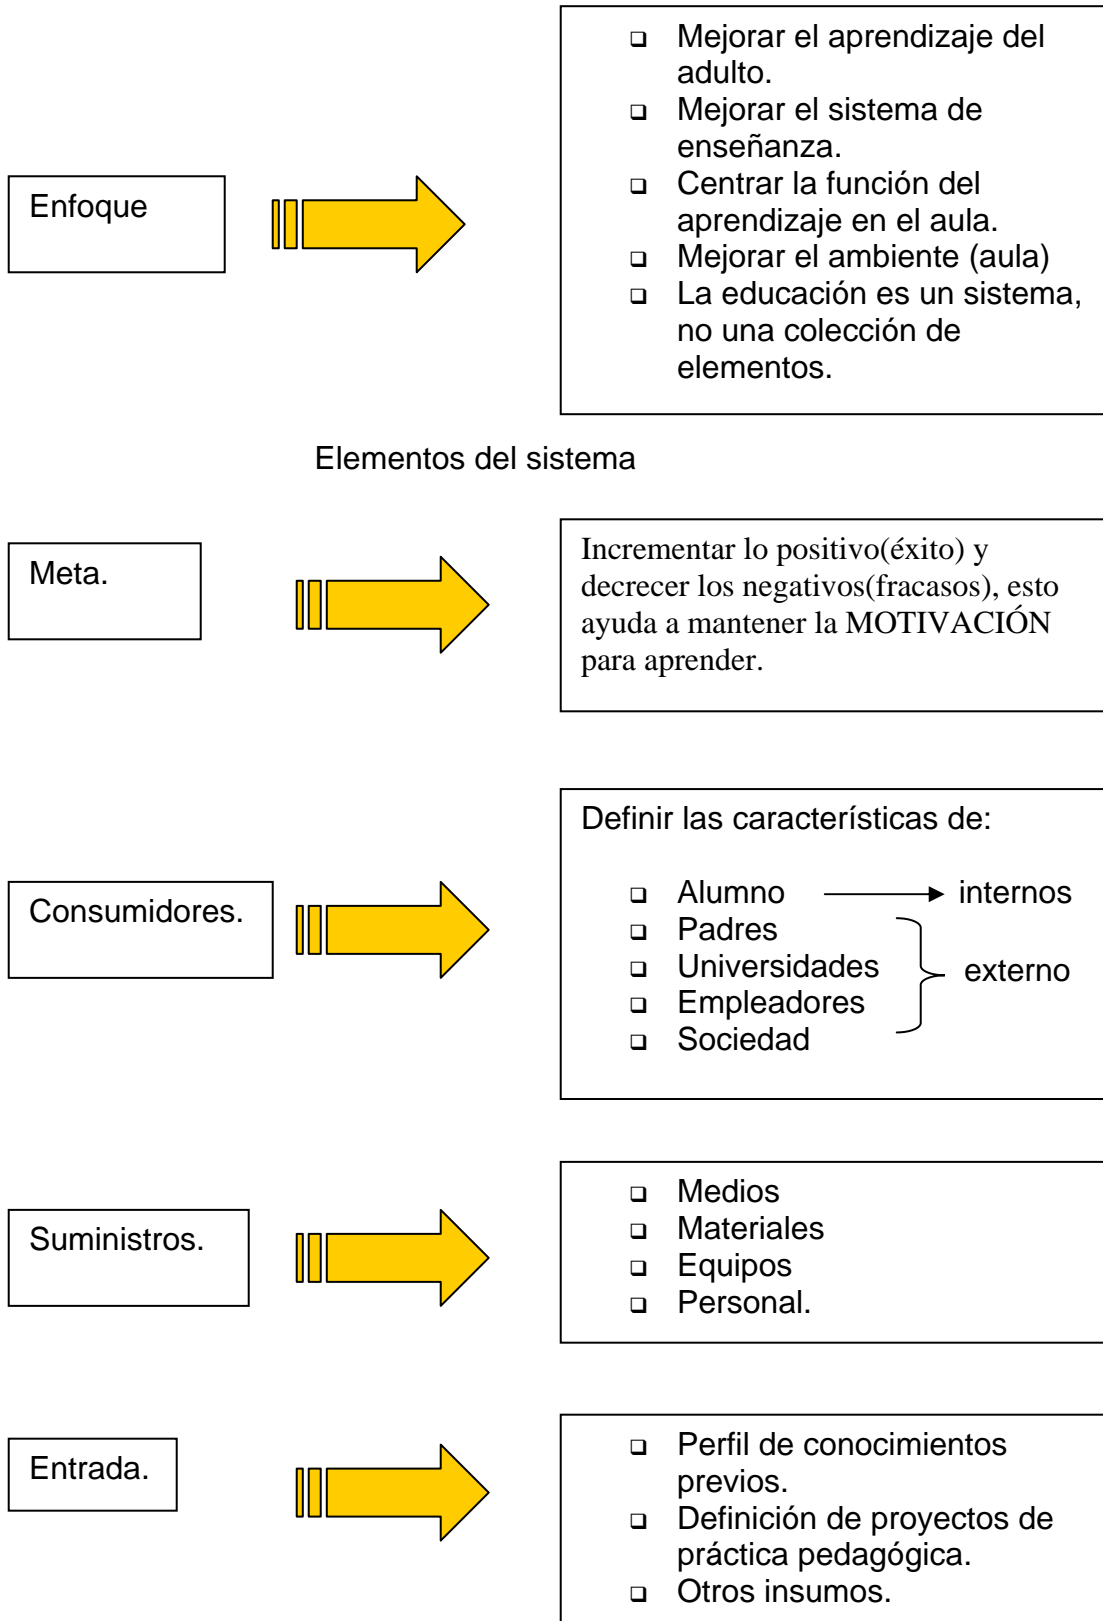 Enfoque
❑ Mejorar el aprendizaje del
adulto.
❑ Mejorar el sistema de
enseñanza.
❑ Centrar la función del
aprendizaje en el aula.
❑ Mejorar el ambiente (aula)
❑ La educación es un sistema,
no una colección de
elementos.
Elementos del sistema
Meta.
Incrementar lo positivo(éxito) y
decrecer los negativos(fracasos), esto
ayuda a mantener la MOTIVACIÓN
para aprender.
Consumidores.
Definir las características de:
❑ Alumno internos
❑ Padres
❑ Universidades
externo
❑ Empleadores
❑ Sociedad
Suministros.
❑ Medios
❑ Materiales
❑ Equipos
❑ Personal.
Entrada.
❑ Perfil de conocimientos
previos.
❑ Definición de proyectos de
práctica pedagógica.
❑ Otros insumos.